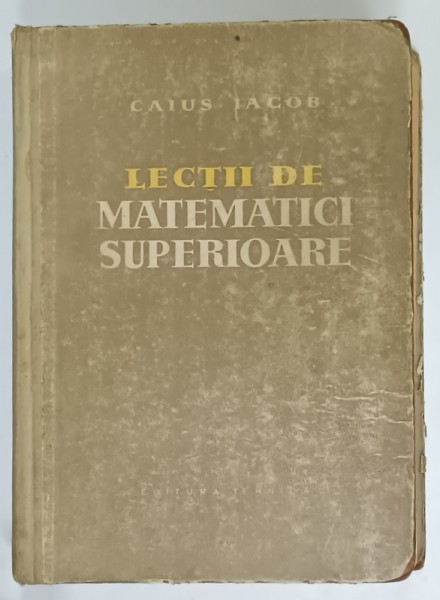 CAIUS IACOB
LECȚII DE
MATEMATICI
SUPERIOARE
EDITURA TEHNICĂ